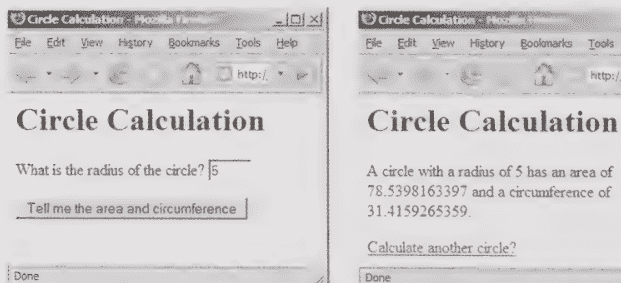 Circle Calculation - Mozilla Firefox
File Edit View History Bookmarks Tools Help
http:/
Circle Calculation
What is the radius of the circle? 5
Tell me the area and circumference
Done
Circle Calculation - Mozilla
File Edit View History Bookmarks Tools
http:/
Circle Calculation
A circle with a radius of 5 has an area of
78.5398163397 and a circumference of
31.4159265359.
Calculate another circle?
Done